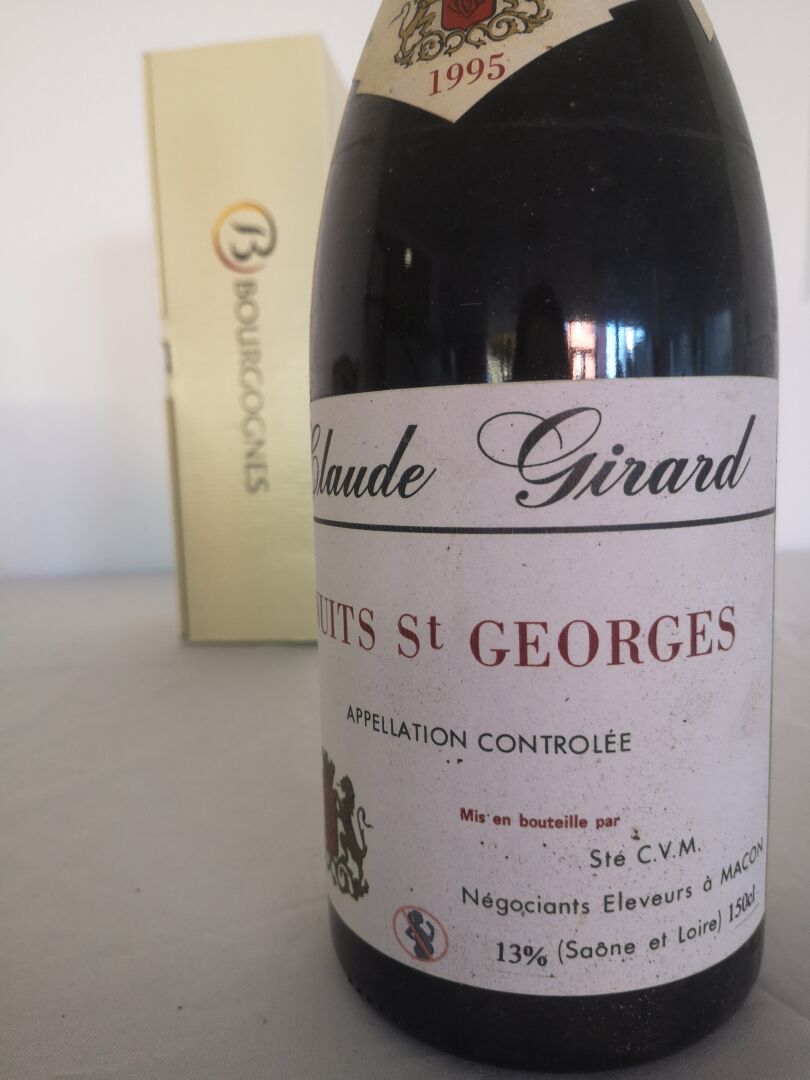 1995
B
BOURGOGNES
Claude Girard
NUITS St GEORGES
APPELLATION CONTROLÉE
Mis en bouteille par
Sté C.V.M.
Négociants Eleveurs à MACON
13% (Saône et Loire) 150cl